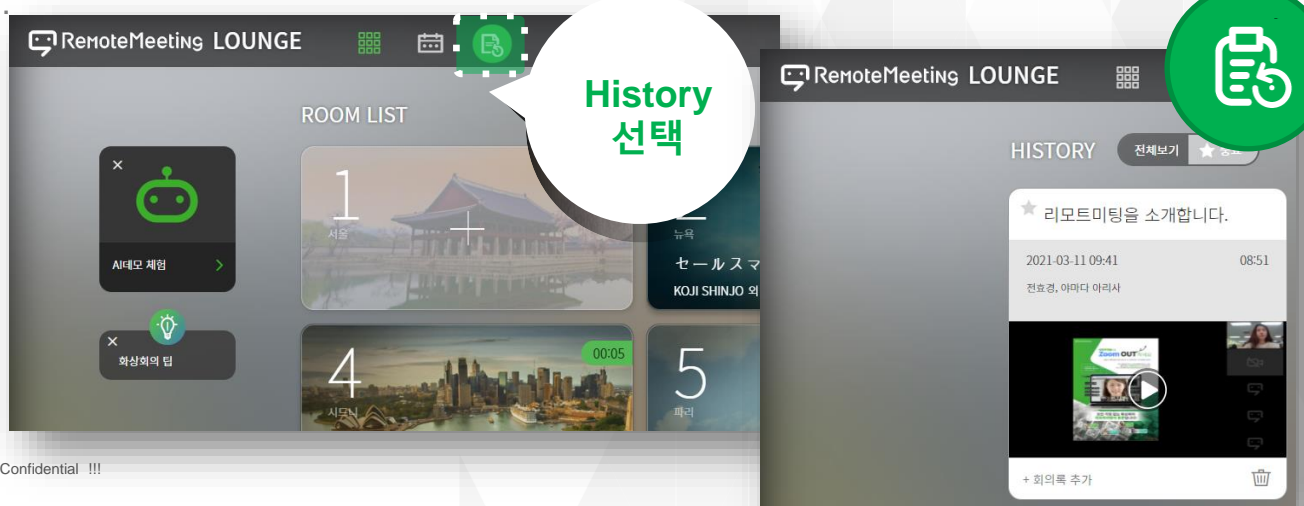 RemoteMeeting LOUNGE
History
선택
ROOM LIST
1
서울
AI데모 체험
화상회의 팁
뉴욕
セールスマ
KOJI SHINJO 외
4
시드니
00:05
5
파리
Confidential !!!
RemoteMeeting LOUNGE
HISTORY
전체보기
리모트미팅을 소개합니다.
2021-03-11 09:41
08:51
전효경, 야마다 아리사
Zoom OUT
+ 회의록 추가